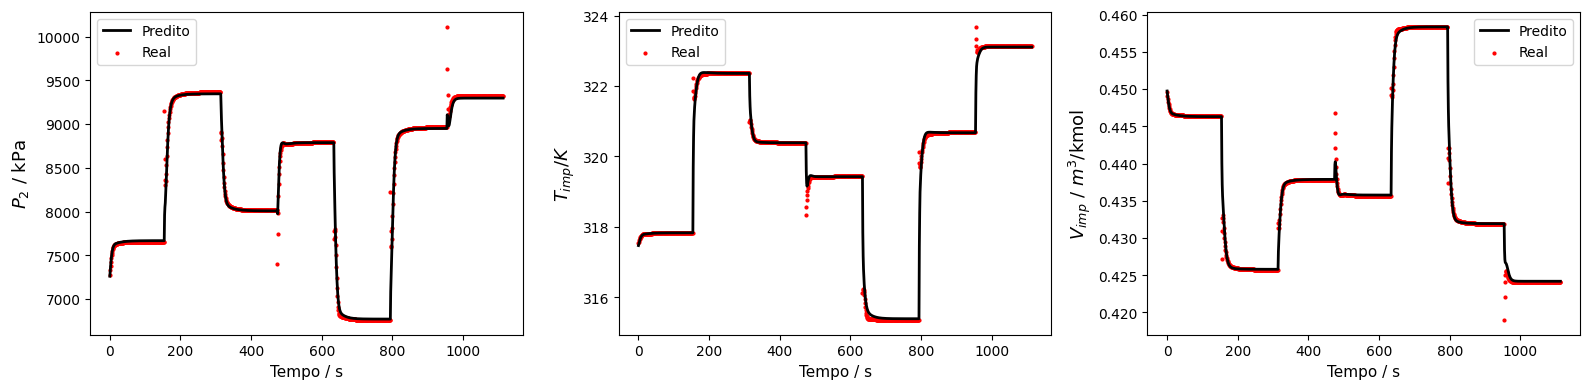 Predito
Real
10000
9500
9000
8500
8000
7500
7000
P₂ / kPa
0 200 400 600 800 1000
Tempo / s
Predito
Real
324
322
320
318
316
T_imp/K
0 200 400 600 800 1000
Tempo / s
Predito
Real
0.460
0.455
0.450
0.445
0.440
0.435
0.430
0.425
0.420
V_imp / m³/kmol
0 200 400 600 800 1000
Tempo / s